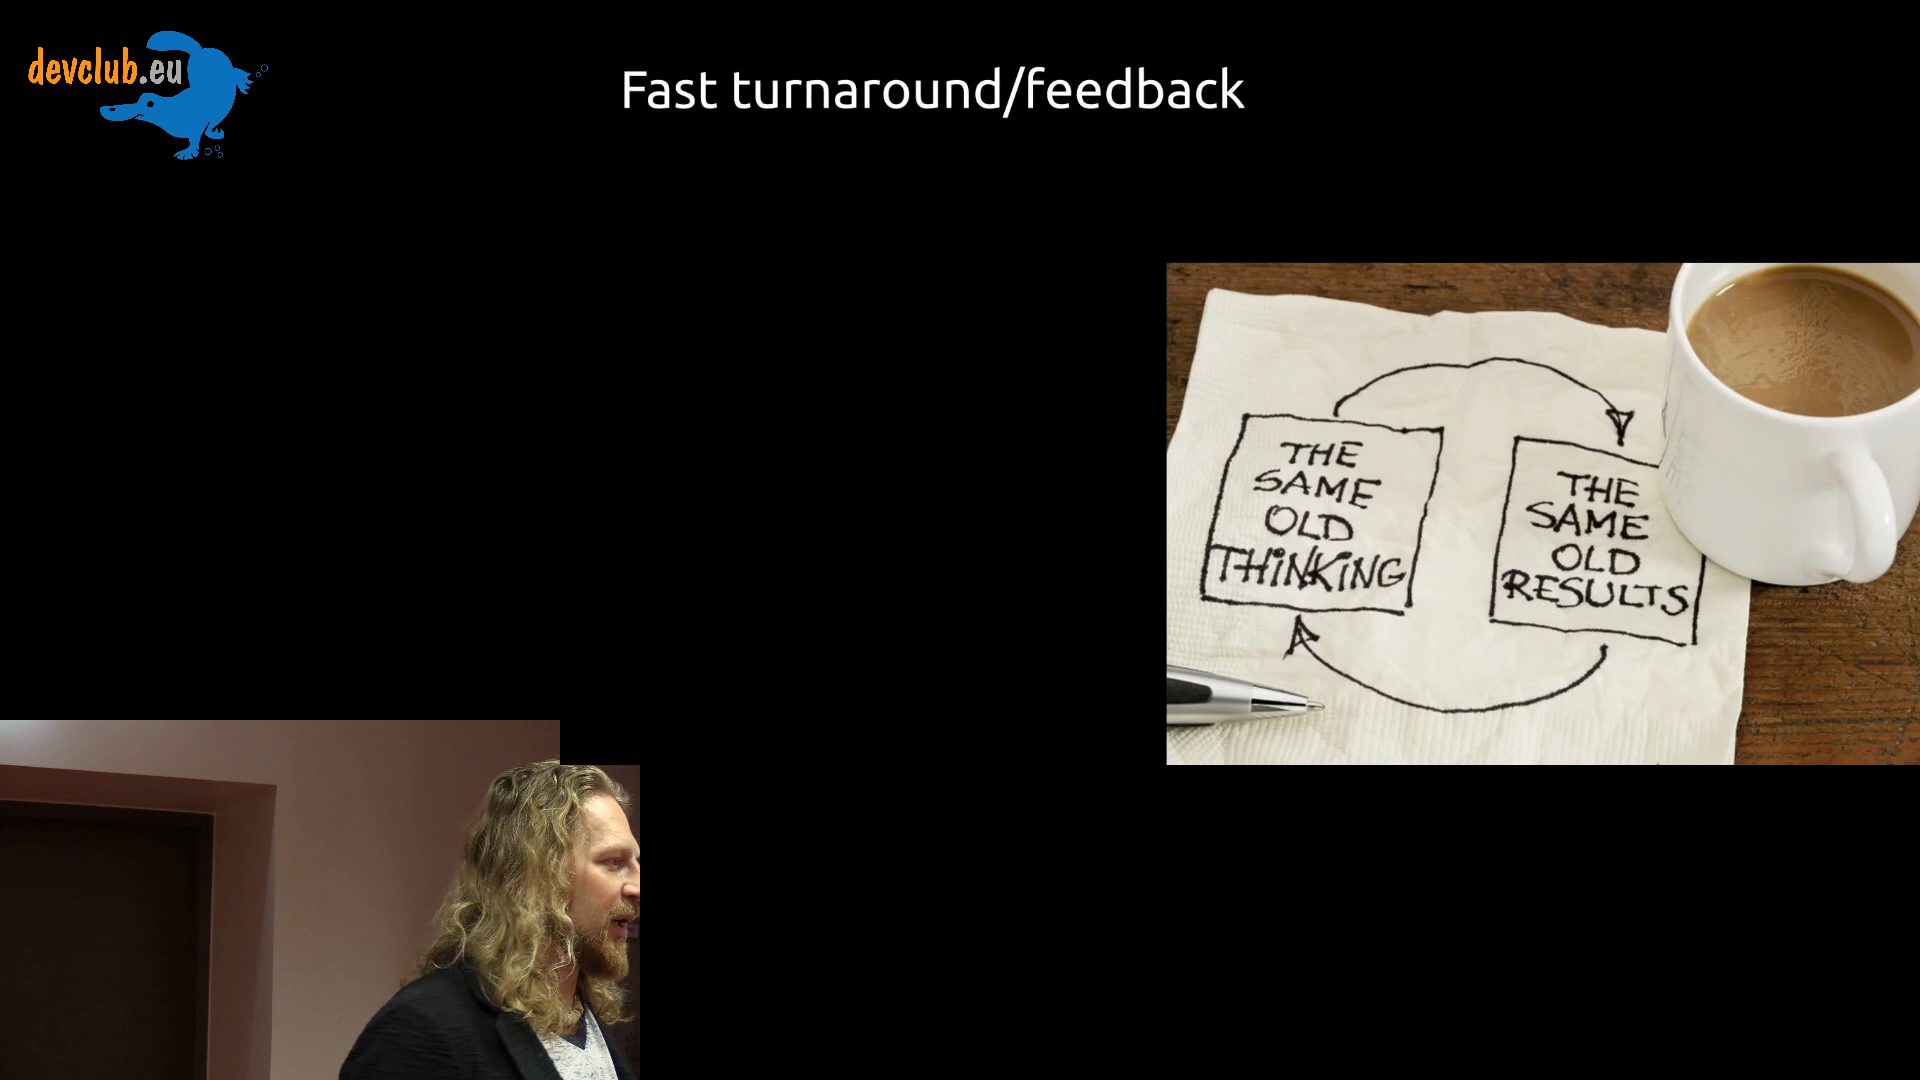 devclub.eu
Fast turnaround/feedback
THE
SAME
OLD
THINKING
THE
SAME
OLD
RESULTS